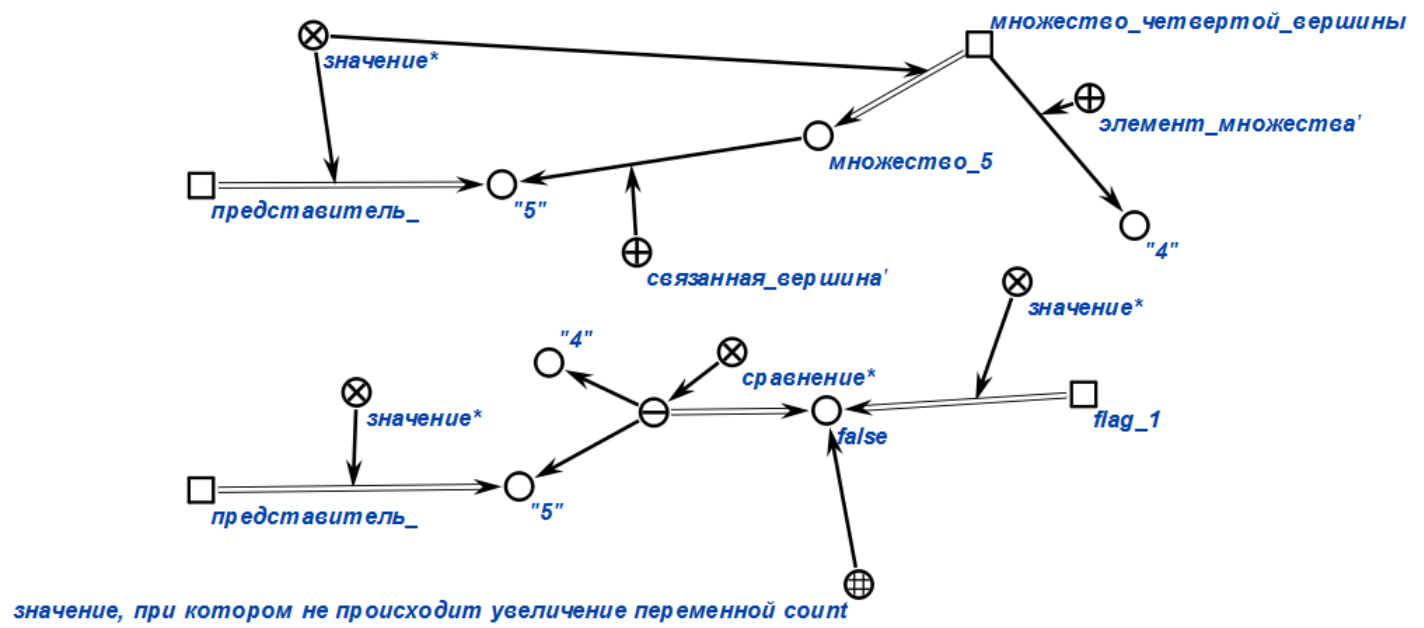 множество_четвертой_вершины
значение*
элемент_множества'
множество_5
представитель_
"5"
"4"
связанная_вершина'
значение*
"4"
сравнение*
значение*
false
flag_1
представитель_
"5"
значение, при котором не происходит увеличение переменной count